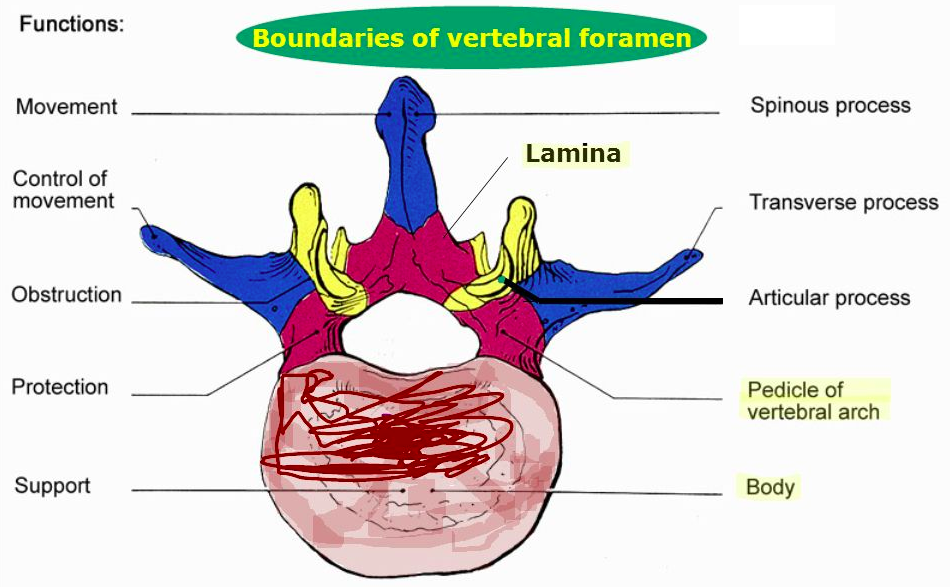 Functions:
Boundaries of vertebral foramen
Movement
Spinous process
Lamina
Control of
movement
Transverse process
Obstruction
Articular process
Protection
Pedicle of
vertebral arch
Support
Body